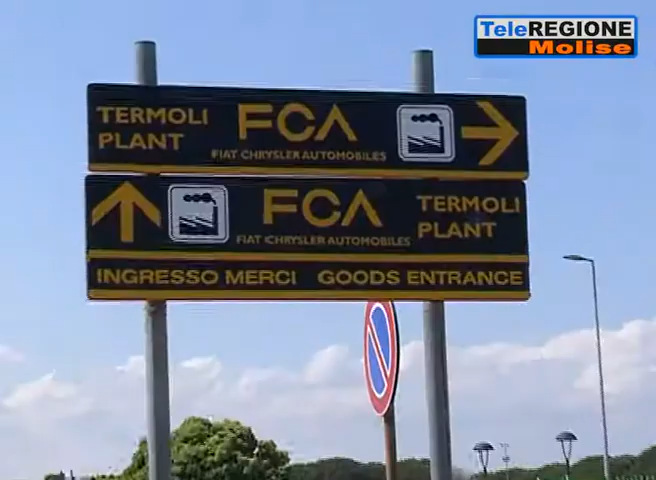 TeleREGIONE
Molise
TERMOLI
PLANT
FCA
FIAT CHRYSLER AUTOMOBILES
FCA
FIAT CHRYSLER AUTOMOBILES
TERMOLI
PLANT
INGRESSO MERCI GOODS ENTRANCE